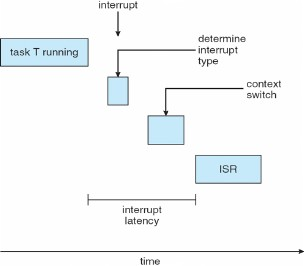 interrupt
task T running
determine
interrupt
type
context
switch
ISR
interrupt
latency
time